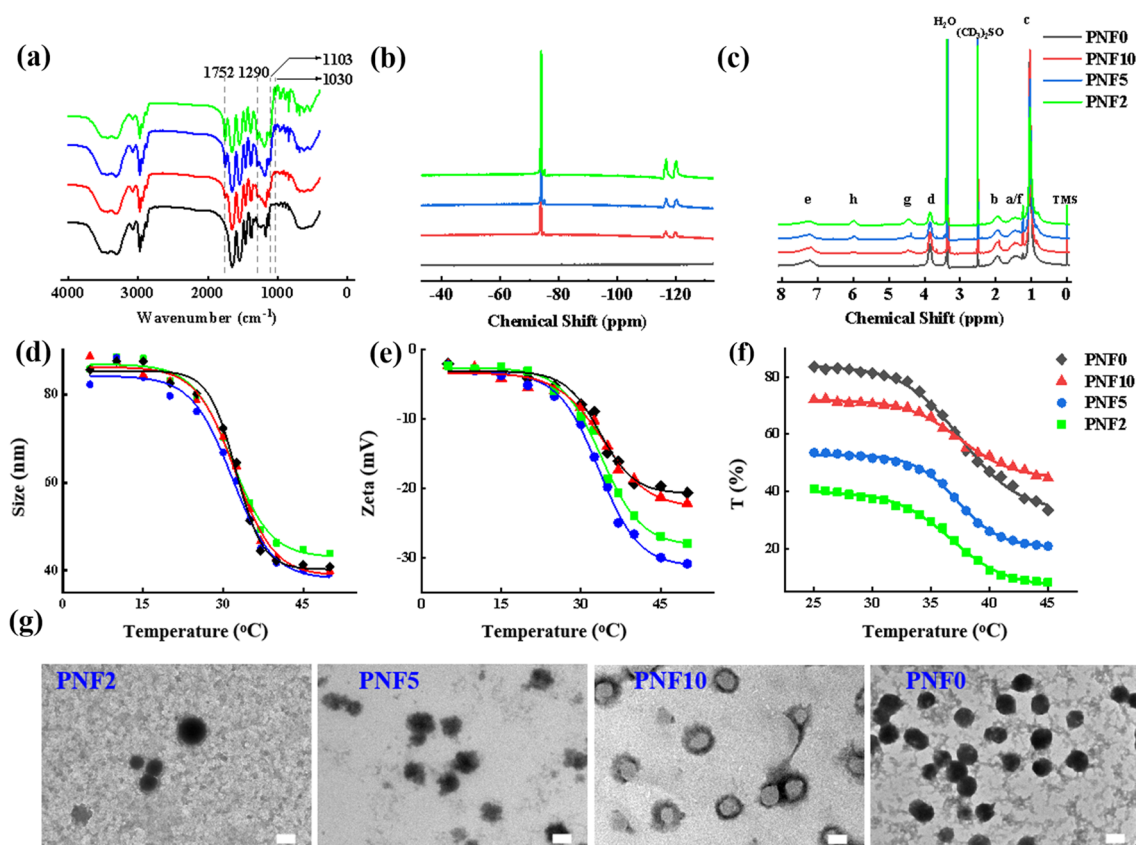 (a)
1752 1290
1103
1030
4000 3000 2000 1000 0
Wavenumber (cm⁻¹)
(b)
-40 -60 -80 -100 -120
Chemical Shift (ppm)
(c)
H₂O
(CD₃)₂SO
c
e h g d b a/f TMS
8 7 6 5 4 3 2 1 0
Chemical Shift (ppm)
PNF0
PNF10
PNF5
PNF2
(d)
Size (nm)
80
60
40
0 15 30 45
Temperature (°C)
(e)
Zeta (mV)
0
-10
-20
-30
0 15 30 45
Temperature (°C)
(f)
T (%)
80
60
40
20
25 30 35 40 45
Temperature (°C)
PNF0
PNF10
PNF5
PNF2
(g)
PNF2
PNF5
PNF10
PNF0